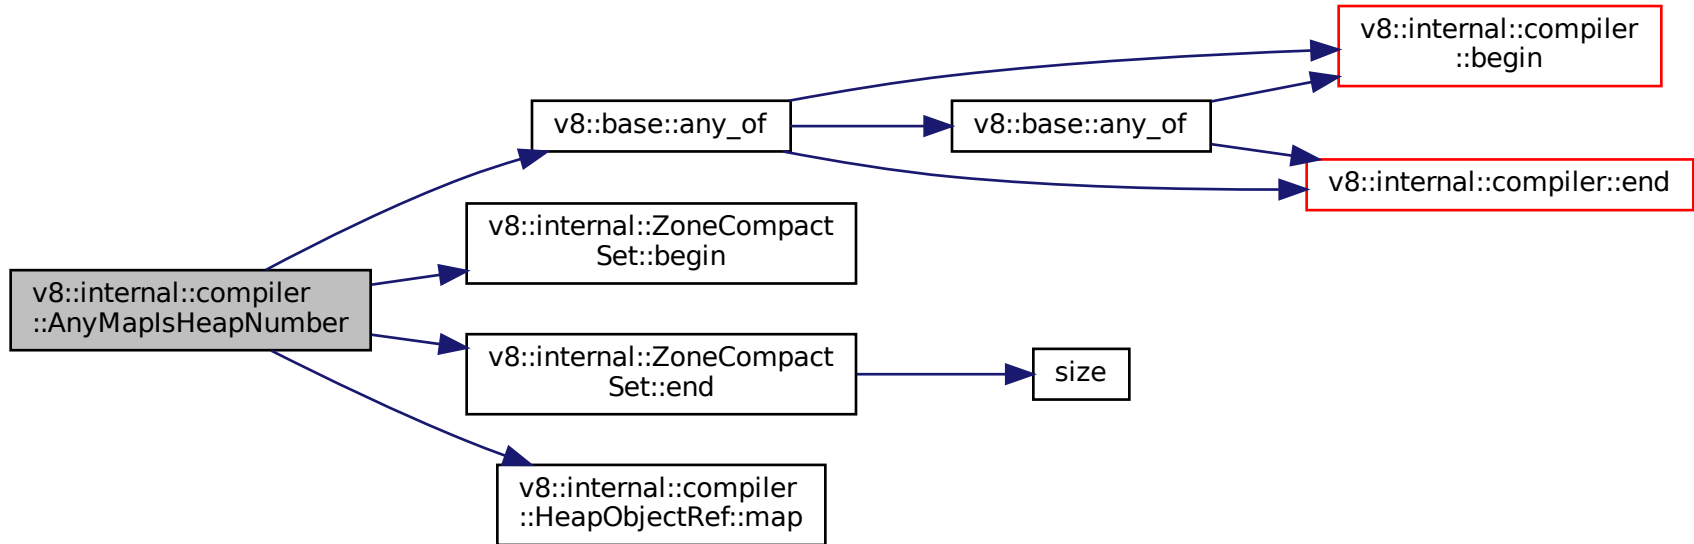 v8::internal::compiler
::AnyMapIsHeapNumber
v8::base::any_of
v8::internal::ZoneCompact
Set::begin
v8::internal::ZoneCompact
Set::end
v8::internal::compiler
::HeapObjectRef::map
v8::base::any_of
size
v8::internal::compiler
::begin
v8::internal::compiler::end